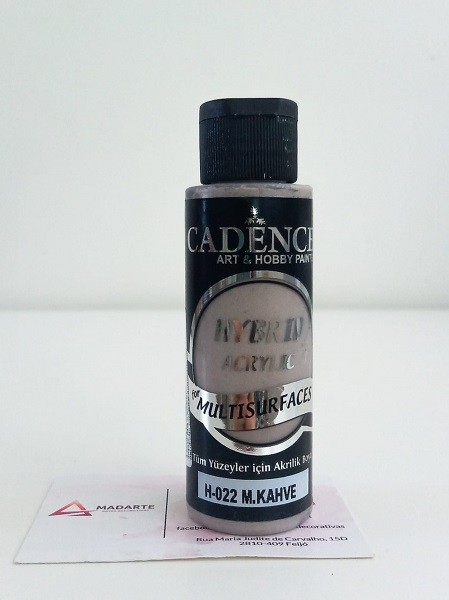 CADENCE
ART & HOBBY PAINT
HYBRID
ACRYLIC
for MULTISURFACES
Tüm Yüzeyler için Akrilik
H-022 M.KAHVE
MADARTE
decorativas
Rua Maria Judite de Carvalho, 15D
2810-409 Feijó